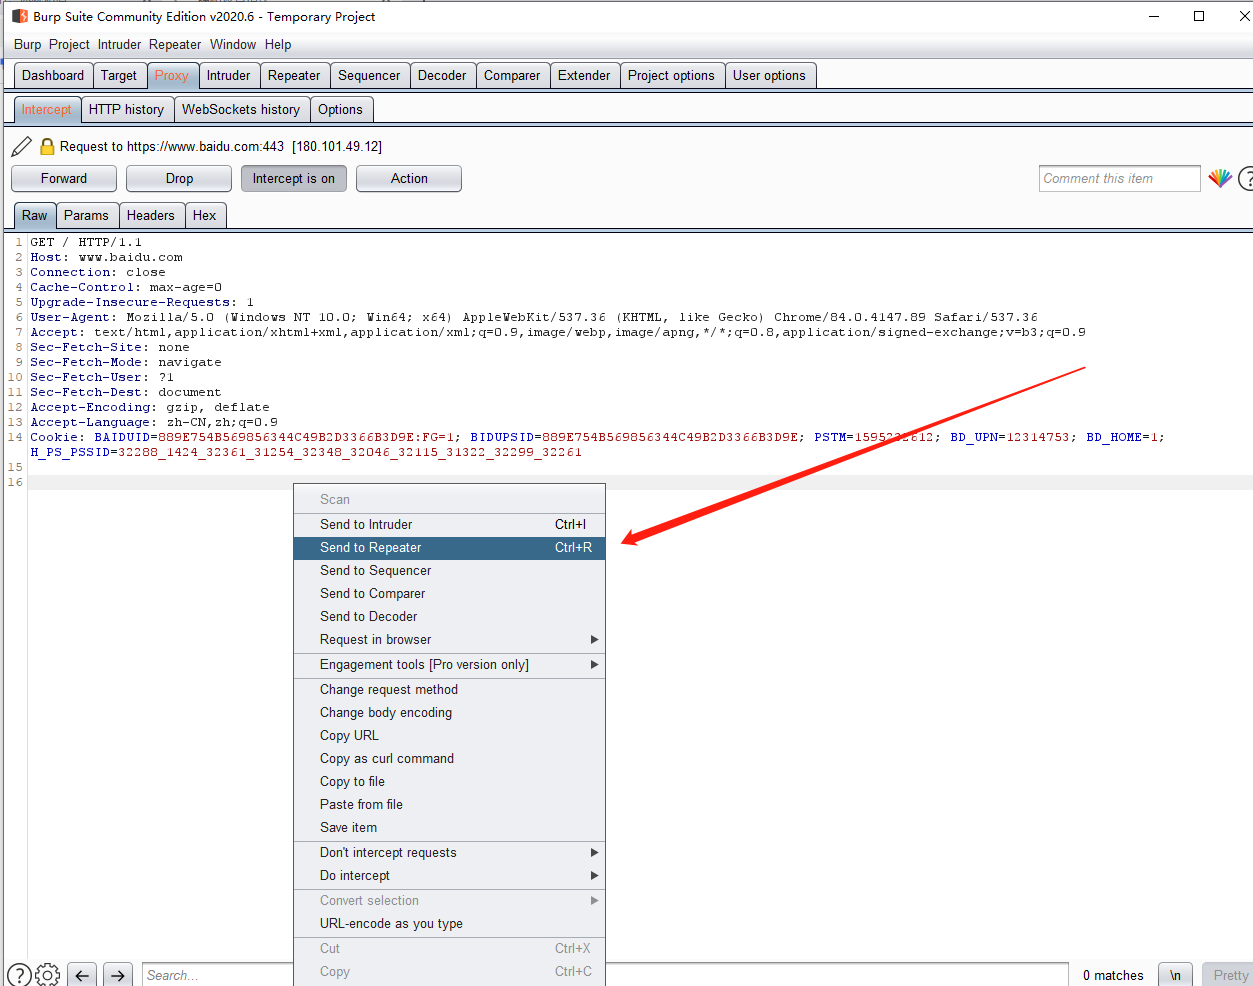 Burp Suite Community Edition v2020.6 - Temporary Project
Burp Project Intruder Repeater Window Help
Dashboard Target Proxy Intruder Repeater Sequencer Decoder Comparer Extender Project options User options
Intercept HTTP history WebSockets history Options
Request to https://www.baidu.com:443 [180.101.49.12]
Forward Drop Intercept is on Action Comment this item ?
Raw Params Headers Hex
1 GET / HTTP/1.1
2 Host: www.baidu.com
3 Connection: close
4 Cache-Control: max-age=0
5 Upgrade-Insecure-Requests: 1
6 User-Agent: Mozilla/5.0 (Windows NT 10.0; Win64; x64) AppleWebKit/537.36 (KHTML, like Gecko) Chrome/84.0.4147.89 Safari/537.36
7 Accept: text/html,application/xhtml+xml,application/xml;q=0.9,image/webp,image/apng,*/*;q=0.8,application/signed-exchange;v=b3;q=0.9
8 Sec-Fetch-Site: none
9 Sec-Fetch-Mode: navigate
10 Sec-Fetch-User: ?1
11 Sec-Fetch-Dest: document
12 Accept-Encoding: gzip, deflate
13 Accept-Language: zh-CN,zh;q=0.9
14 Cookie: BAIDUID=889E754B569856344C49B2D3366B3D9E:FG=1; BIDUPSID=889E754B569856344C49B2D3366B3D9E; BD_UPN=12314753; BD_HOME=1;
H_PS_PSSID=32288_1424_32361_31254_32348_32046_32115_31322_32299_32261
15
16
Scan
Send to Intruder Ctrl+I
Send to Repeater Ctrl+R
Send to Sequencer
Send to Comparer
Send to Decoder
Request in browser
Engagement tools [Pro version only]
Change request method
Change body encoding
Copy URL
Copy as curl command
Copy to file
Paste from file
Save item
Don't intercept requests
Do intercept
Convert selection
URL-encode as you type
Cut Ctrl+X
Copy Ctrl+C
? Search... 0 matches \n Pretty